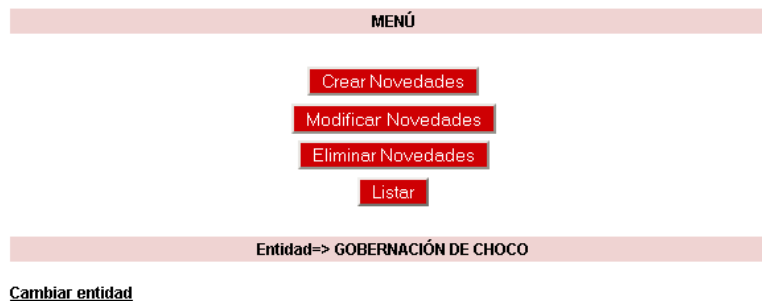 MENÚ
Crear Novedades
Modificar Novedades
Eliminar Novedades
Listar
Entidad=> GOBERNACIÓN DE CHOCO
Cambiar entidad